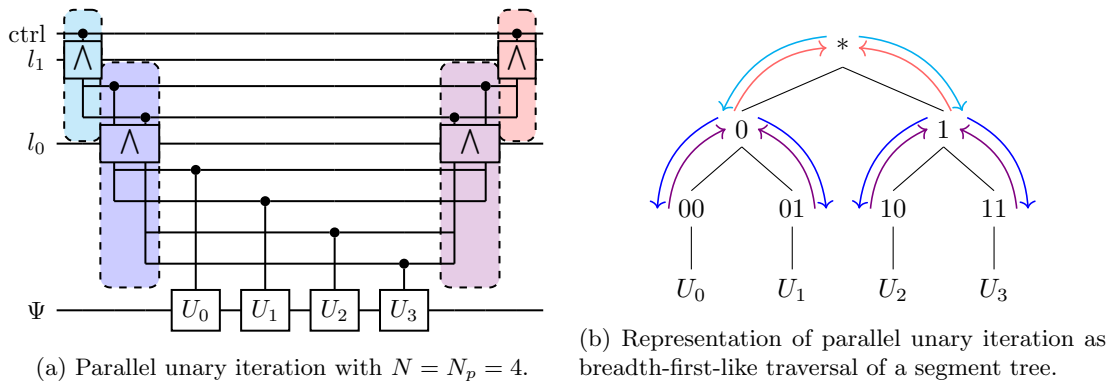 ctrl
l₁
l₀
Ψ
Λ
Λ
Λ
Λ
U₀
U₁
U₂
U₃
(a) Parallel unary iteration with N = Nₚ = 4.
*
0 1
00 01 10 11
U₀ U₁ U₂ U₃
(b) Representation of parallel unary iteration as
breadth-first-like traversal of a segment tree.